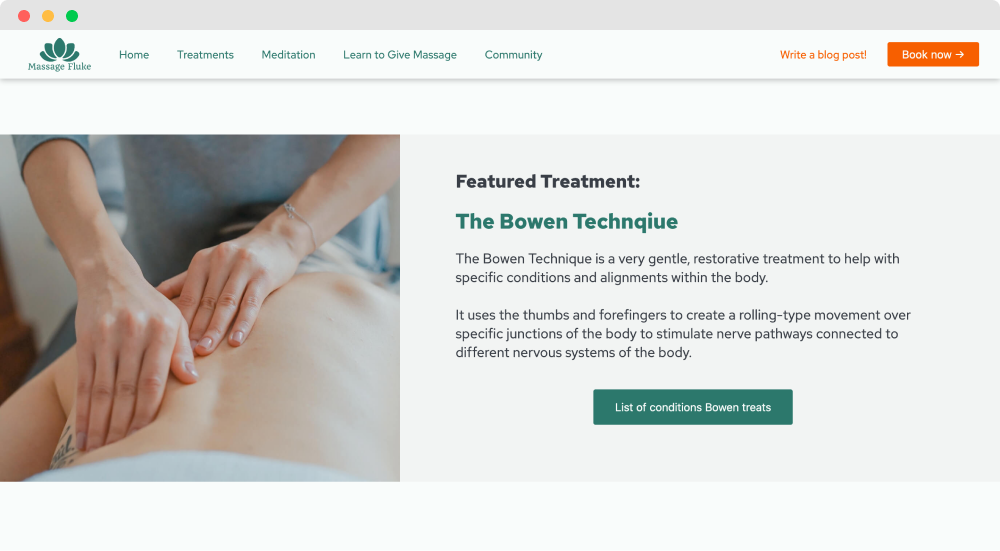 Massage Fluke
Home Treatments Meditation Learn to Give Massage Community Write a blog post! Book now →
Featured Treatment:
The Bowen Technqiue
The Bowen Technique is a very gentle, restorative treatment to help with
specific conditions and alignments within the body.
It uses the thumbs and forefingers to create a rolling-type movement over
specific junctions of the body to stimulate nerve pathways connected to
different nervous systems of the body.
List of conditions Bowen treats